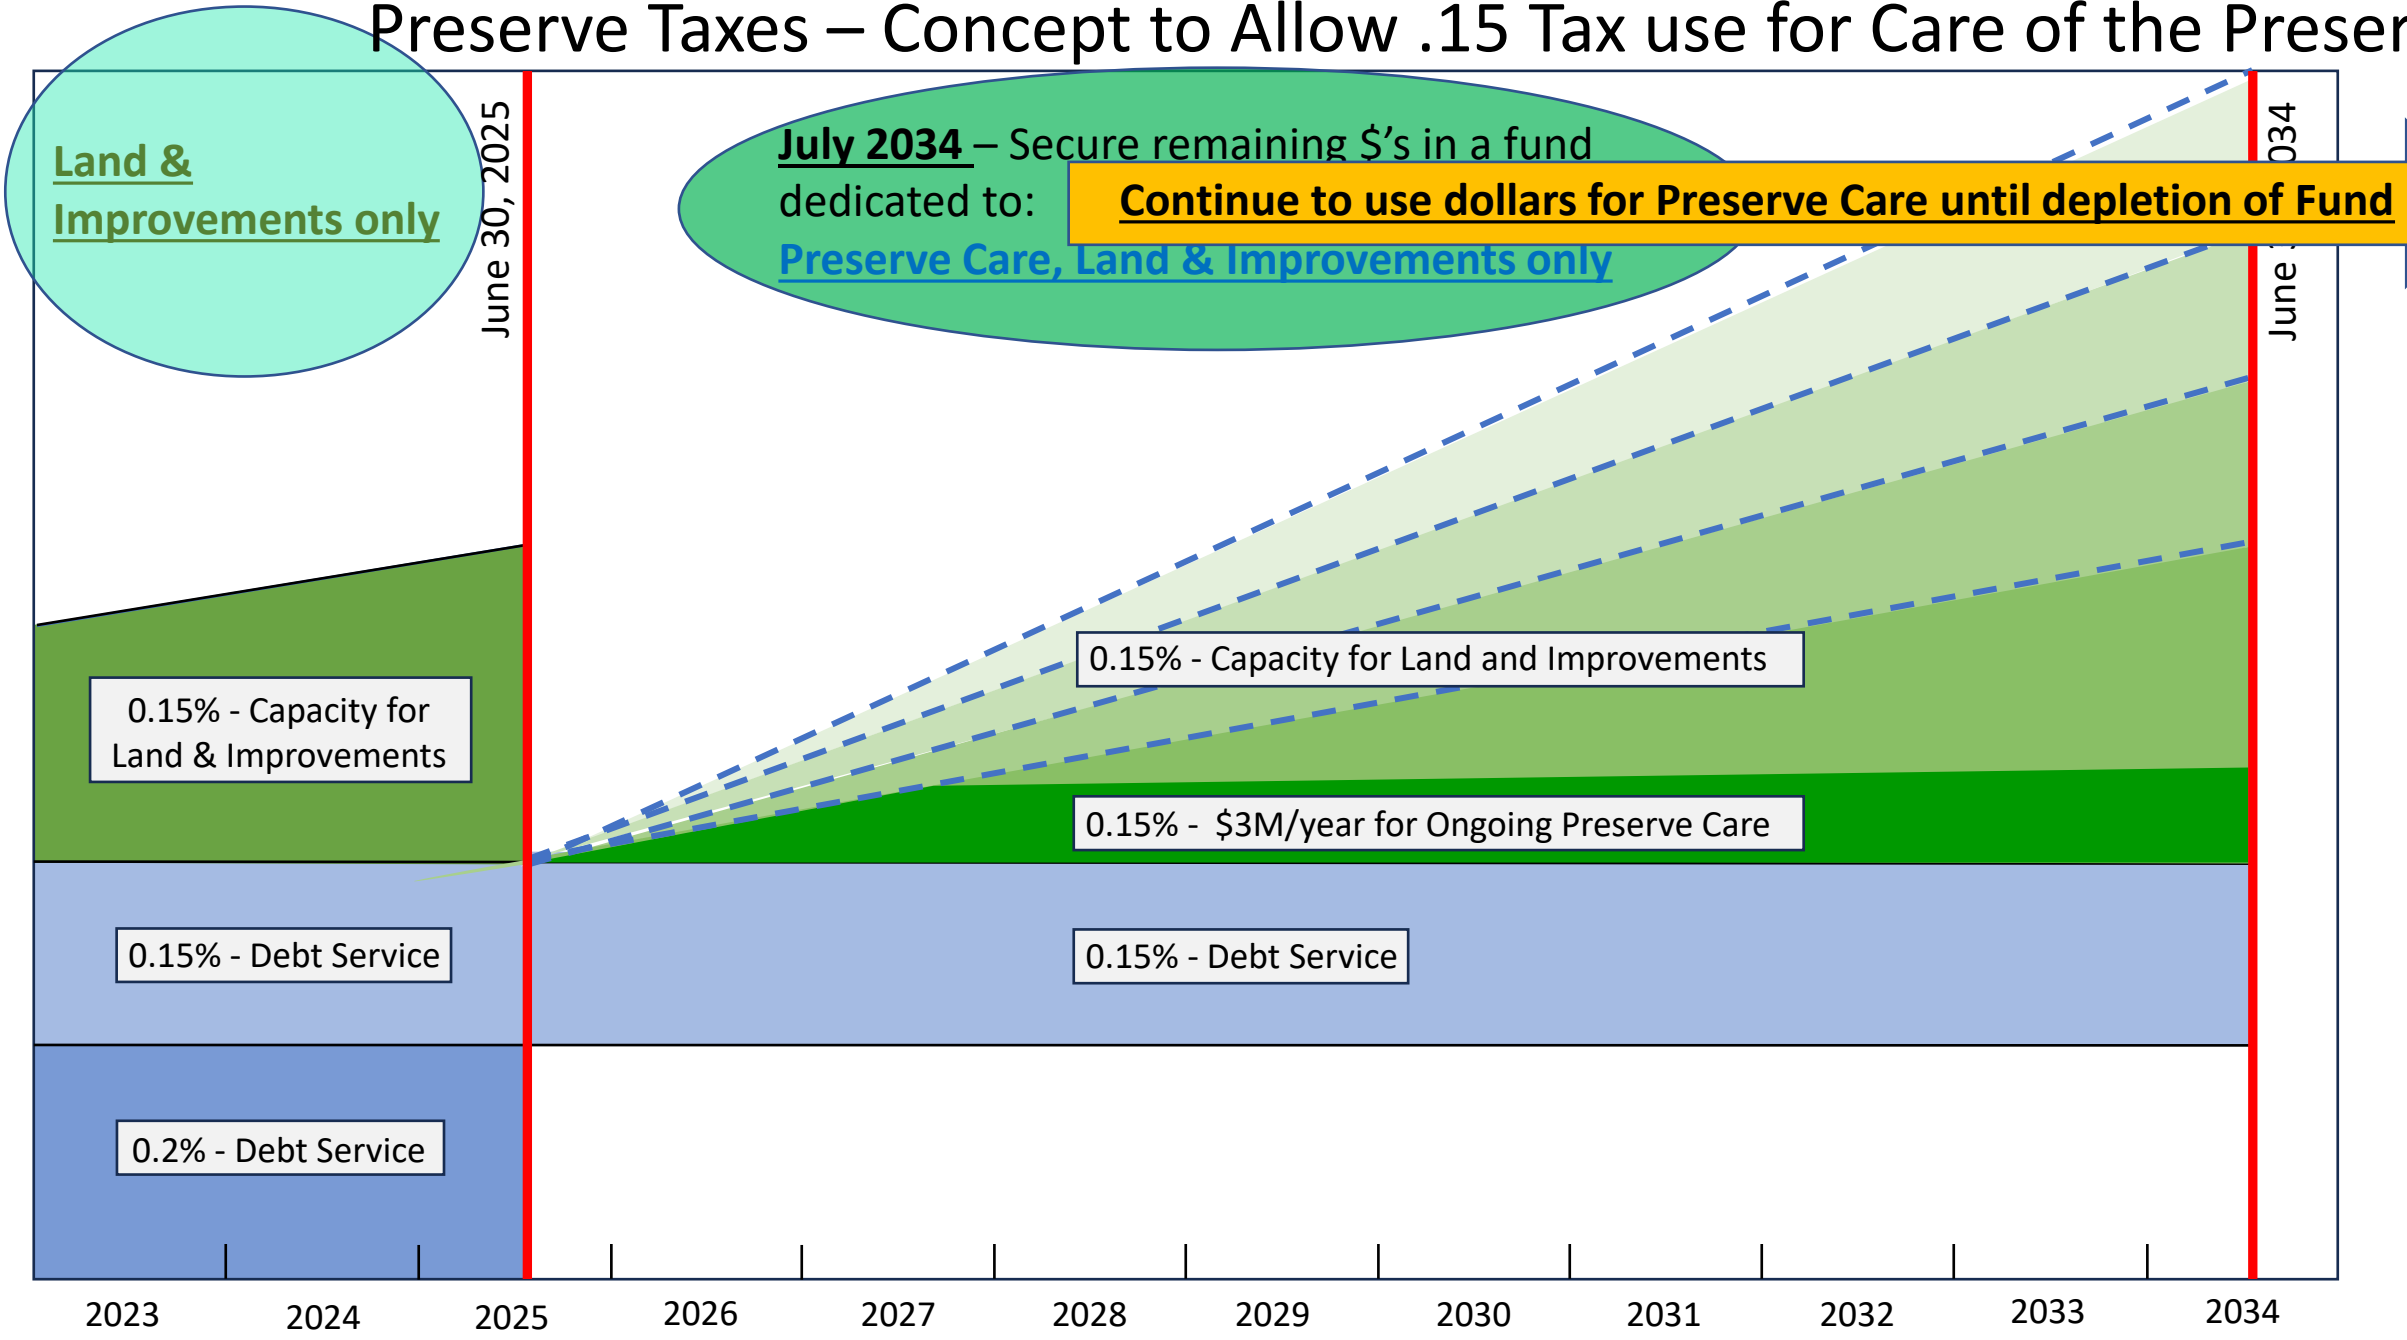 Preserve Taxes – Concept to Allow .15 Tax use for Care of the Preser
Land &
Improvements only
June 30, 2025
July 2034 – Secure remaining $'s in a fund
dedicated to:
Continue to use dollars for Preserve Care until depletion of Fund
Preserve Care, Land & Improvements only
June 034
0.15% - Capacity for Land and Improvements
0.15% - Capacity for
Land & Improvements
0.15% - $3M/year for Ongoing Preserve Care
0.15% - Debt Service
0.15% - Debt Service
0.2% - Debt Service
2023 2024 2025 2026 2027 2028 2029 2030 2031 2032 2033 2034